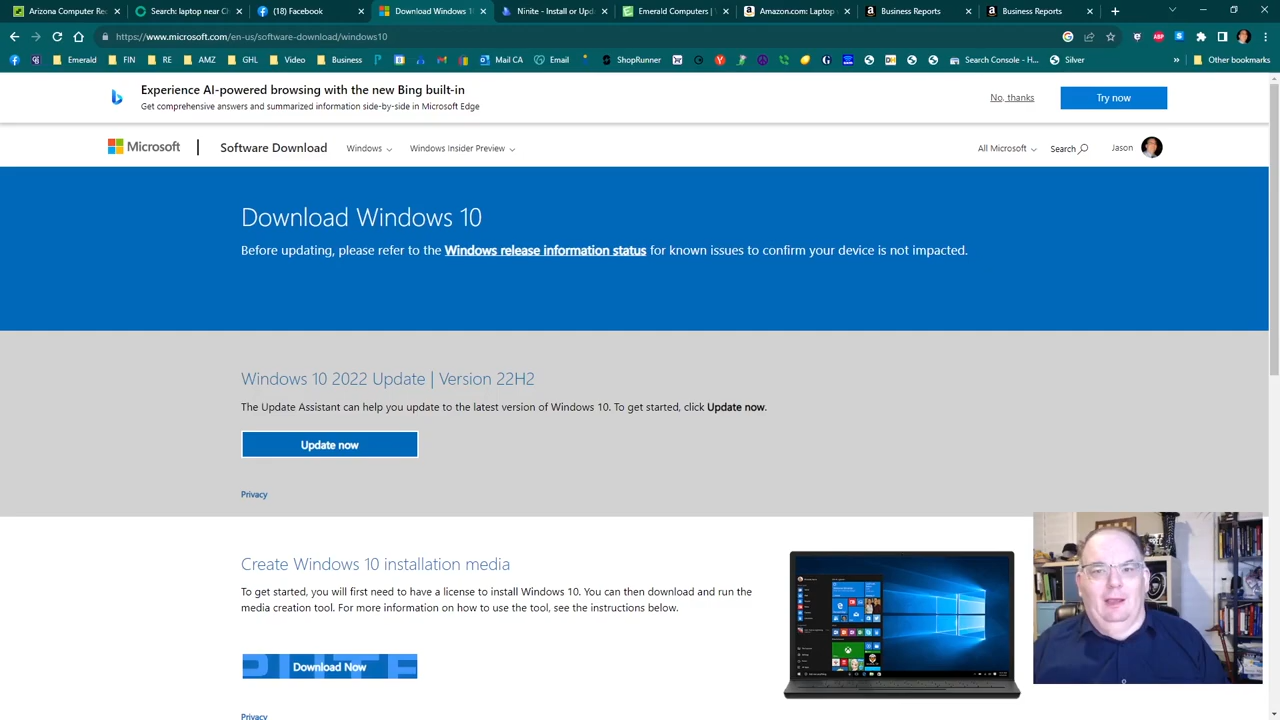 Arizona Computer Rec
Search: laptop near Ch
(18) Facebook
Download Windows 10
Ninite - Install or Upda
Emerald Computers |
Amazon.com: Laptop
Business Reports
Business Reports
https://www.microsoft.com/en-us/software-download/windows10
Emerald
FIN
RE
AMZ
GHL
Video
Business
Mail CA
Email
ShopRunner
Search Console - H...
Silver
Other bookmarks
Experience AI-powered browsing with the new Bing built-in
Get comprehensive answers and summarized information side-by-side in Microsoft Edge
No, thanks
Try now
Microsoft
Software Download
Windows
Windows Insider Preview
All Microsoft
Search
Jason
Download Windows 10
Before updating, please refer to the Windows release information status for known issues to confirm your device is not impacted.
Windows 10 2022 Update | Version 22H2
The Update Assistant can help you update to the latest version of Windows 10. To get started, click Update now.
Update now
Privacy
Create Windows 10 installation media
To get started, you will first need to have a license to install Windows 10. You can then download and run the
media creation tool. For more information on how to use the tool, see the instructions below.
Download Now
Privacy